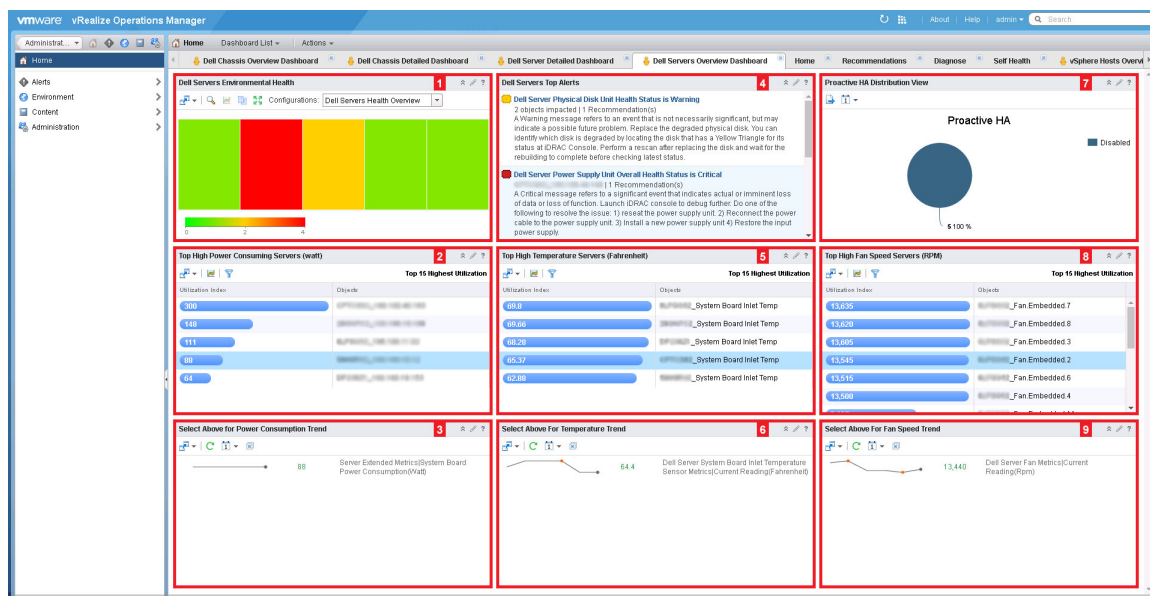 vmware vRealize Operations Manager
About Help admin Search
Administrat...
Home Dashboard List Actions
Home
Dell Chassis Overview Dashboard Dell Chassis Detailed Dashboard Dell Server Detailed Dashboard Dell Servers Overview Dashboard Home Recommendations Diagnose Self Health vSphere Hosts Overvi
Alerts
Environment
Content
Administration
Dell Servers Environmental Health 1
Configurations: Dell Servers Health Overview
0 2 4
Dell Servers Top Alerts 4
Dell Server Physical Disk Unit Health Status is Warning
2 objects impacted | 1 Recommendation(s)
A Warning message refers to an event that is not necessarily significant, but may
indicate a possible future problem. Replace the degraded physical disk. You can
identify which disk is degraded by locating the disk that has a Yellow Triangle for its
status at iDRAC Console. Perform a rescan after replacing the disk and wait for the
rebuilding to complete before checking latest status.
Dell Server Power Supply Unit Overall Health Status is Critical
| 1 Recommendation(s)
A Critical message refers to a significant event that indicates actual or imminent loss
of data or loss of function. Launch iDRAC console to debug further. Do one of the
following to resolve the issue: 1) reseat the power supply unit. 2) Reconnect the power
cable to the power supply unit. 3) Install a new power supply unit 4) Restore the input
power supply.
Proactive HA Distribution View 7
Proactive HA
Disabled
5 100 %
Top High Power Consuming Servers (watt) 2
Top 15 Highest Utilization
Utilization Index Objects
300
148
111
88
64
Top High Temperature Servers (Fahrenheit) 5
Top 15 Highest Utilization
Utilization Index Objects
69.8 _System Board Inlet Temp
69.66 _System Board Inlet Temp
68.28 _System Board Inlet Temp
65.37 _System Board Inlet Temp
62.88 _System Board Inlet Temp
Top High Fan Speed Servers (RPM) 8
Top 15 Highest Utilization
Utilization Index Objects
13,635 _Fan.Embedded.7
13,620 _Fan.Embedded.8
13,605 _Fan.Embedded.3
13,545 _Fan.Embedded.2
13,515 _Fan.Embedded.6
13,500 _Fan.Embedded.4
Select Above for Power Consumption Trend 3
88 Server Extended Metrics|System Board
Power Consumption(Watt)
Select Above For Temperature Trend 6
64.4 Dell Server System Board Inlet Temperature
Sensor Metrics|Current Reading(Fahrenheit)
Select Above For Fan Speed Trend 9
13,440 Dell Server Fan Metrics|Current
Reading(Rpm)